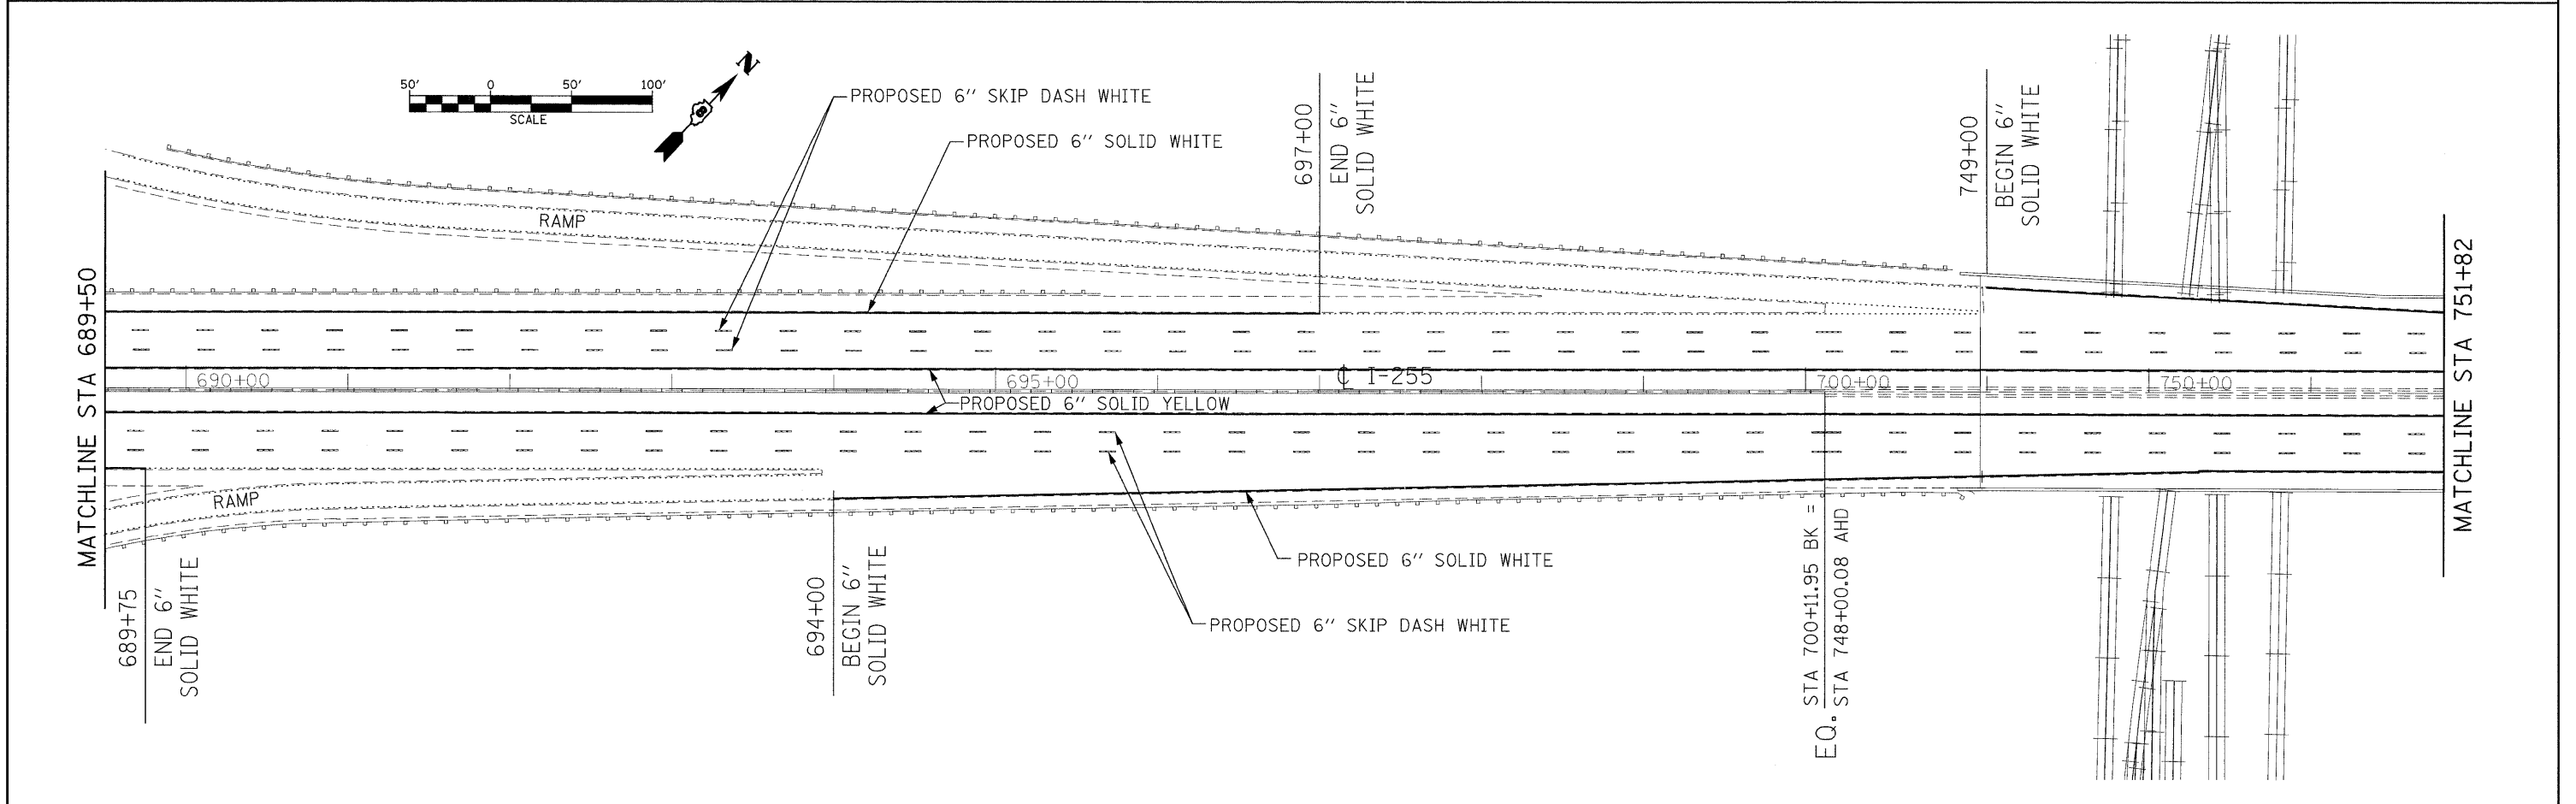 50' 0 50' 100'
SCALE
N
PROPOSED 6" SKIP DASH WHITE
PROPOSED 6" SOLID WHITE
697+00
END 6"
SOLID WHITE
749+00
BEGIN 6"
SOLID WHITE
RAMP
MATCHLINE STA 689+50
MATCHLINE STA 751+82
690+00
695+00
℄ I-255
700+00
750+00
PROPOSED 6" SOLID YELLOW
RAMP
689+75
END 6"
SOLID WHITE
694+00
BEGIN 6"
SOLID WHITE
PROPOSED 6" SOLID WHITE
PROPOSED 6" SKIP DASH WHITE
EQ. STA 700+11.95 BK =
STA 748+00.08 AHD